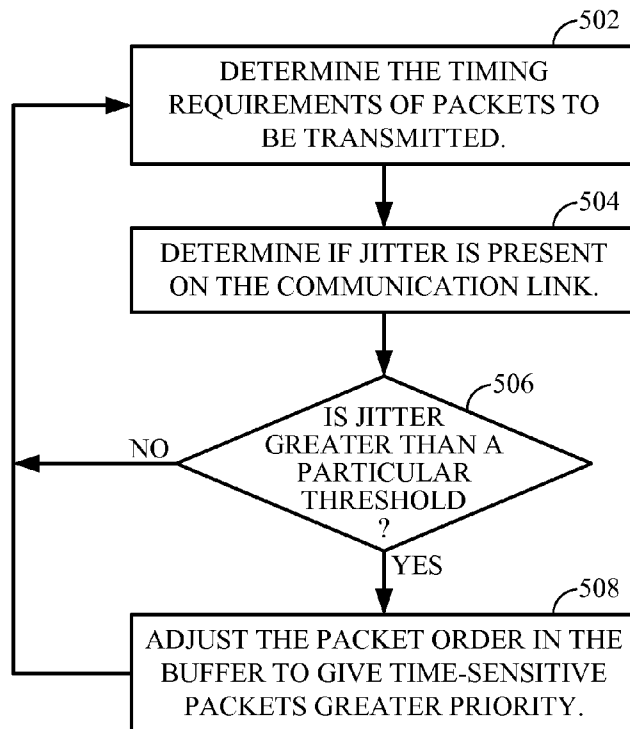 502
DETERMINE THE TIMING
REQUIREMENTS OF PACKETS TO
BE TRANSMITTED.
504
DETERMINE IF JITTER IS PRESENT
ON THE COMMUNICATION LINK.
506
IS JITTER
GREATER THAN A
PARTICULAR
THRESHOLD
?
NO
YES
508
ADJUST THE PACKET ORDER IN THE
BUFFER TO GIVE TIME-SENSITIVE
PACKETS GREATER PRIORITY.